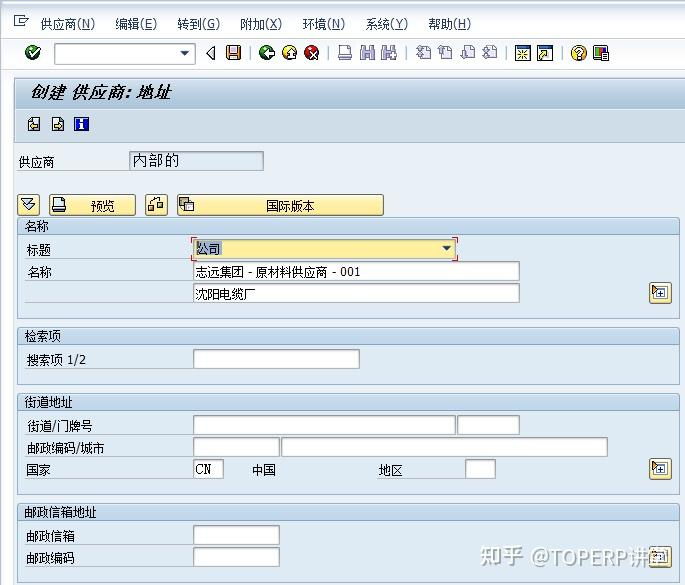 供应商(N) 编辑(E) 转到(G) 附加(X) 环境(N) 系统(Y) 帮助(H)
创建 供应商: 地址
供应商 内部的
预览 国际版本
名称
标题 公司
名称 志远集团 - 原材料供应商 - 001
沈阳电缆厂
检索项
搜索项 1/2
街道地址
街道/门牌号
邮政编码/城市
国家 CN 中国 地区
邮政信箱地址
邮政信箱
邮政编码
知乎 @TOPERP讲堂